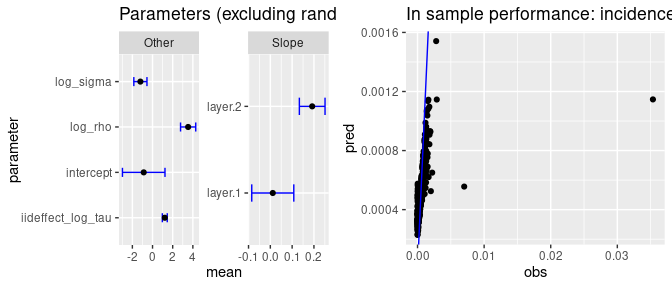 Parameters (excluding rand
Other
Slope
log_sigma
log_rho
intercept
iideffect_log_tau
layer.2
layer.1
parameter
-2 0 2 4
-0.1 0.0 0.1 0.2
mean
In sample performance: incidence
0.0016
0.0012
0.0008
0.0004
pred
0.00 0.01 0.02 0.03
obs